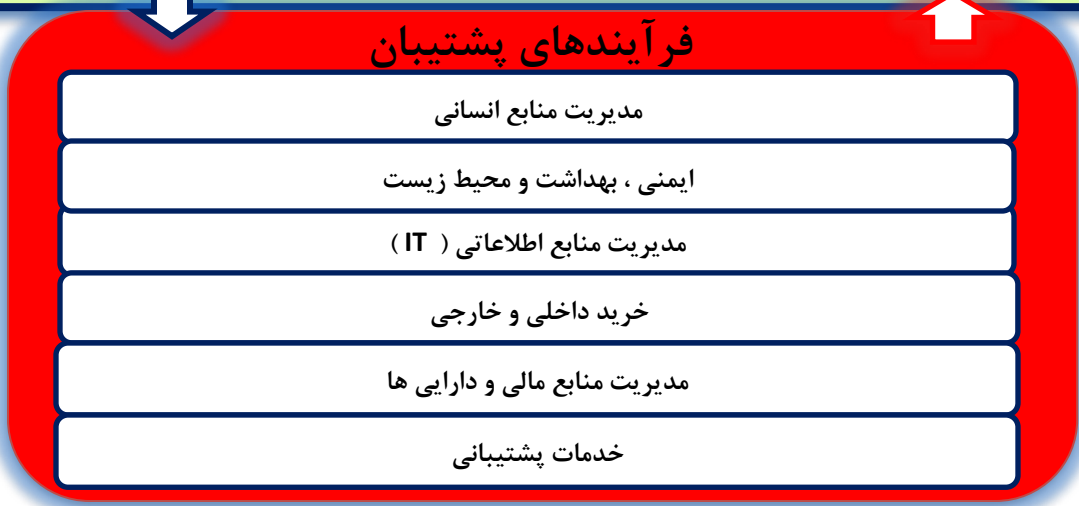 فرآیندهای پشتیبان
مدیریت منابع انسانی
ایمنی ، بهداشت و محیط زیست
مدیریت منابع اطلاعاتی ( IT )
خرید داخلی و خارجی
مدیریت منابع مالی و دارایی ها
خدمات پشتیبانی